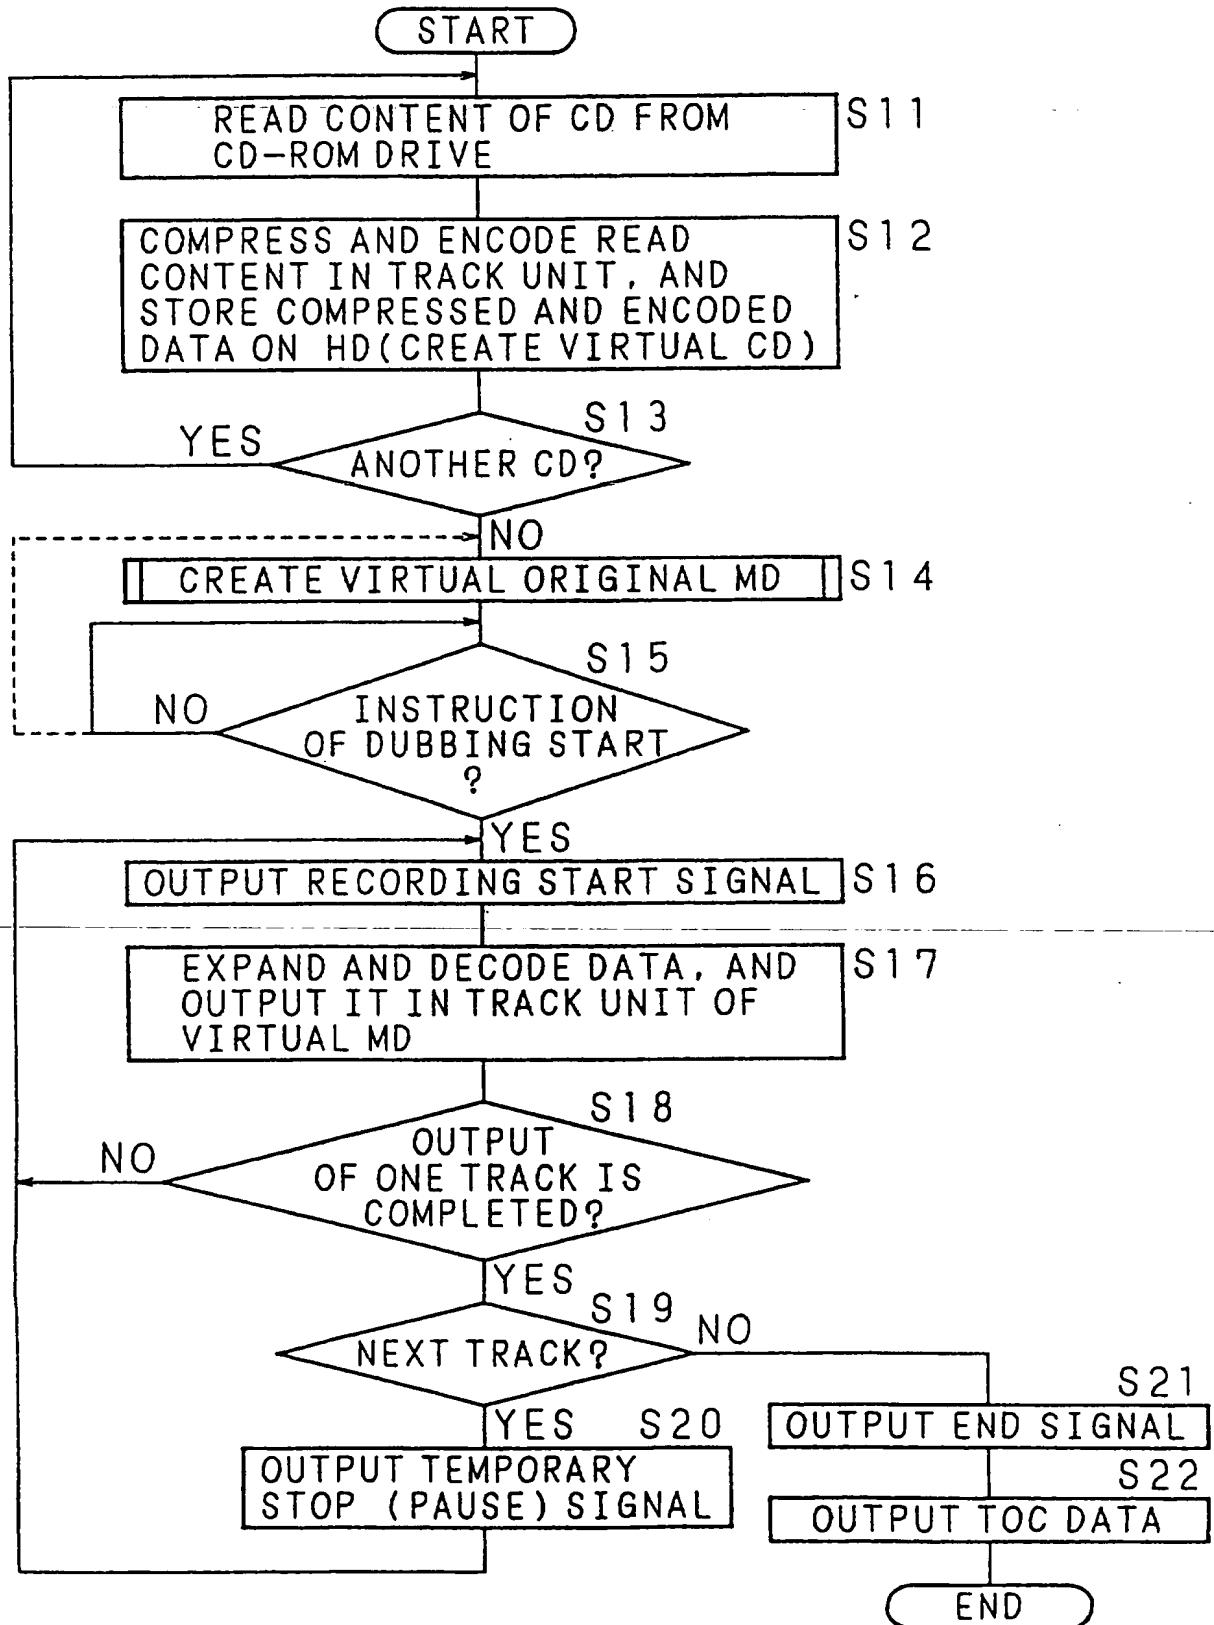 START
READ CONTENT OF CD FROM
CD-ROM DRIVE
S11
COMPRESS AND ENCODE READ
CONTENT IN TRACK UNIT, AND
STORE COMPRESSED AND ENCODED
DATA ON HD(CREATE VIRTUAL CD)
S12
S13
YES
ANOTHER CD?
NO
CREATE VIRTUAL ORIGINAL MD
S14
S15
NO
INSTRUCTION
OF DUBBING START
?
YES
OUTPUT RECORDING START SIGNAL
S16
EXPAND AND DECODE DATA, AND
OUTPUT IT IN TRACK UNIT OF
VIRTUAL MD
S17
S18
NO
OUTPUT
OF ONE TRACK IS
COMPLETED?
YES
S19
NEXT TRACK?
NO
YES
S20
OUTPUT TEMPORARY
STOP (PAUSE) SIGNAL
S21
OUTPUT END SIGNAL
S22
OUTPUT TOC DATA
END